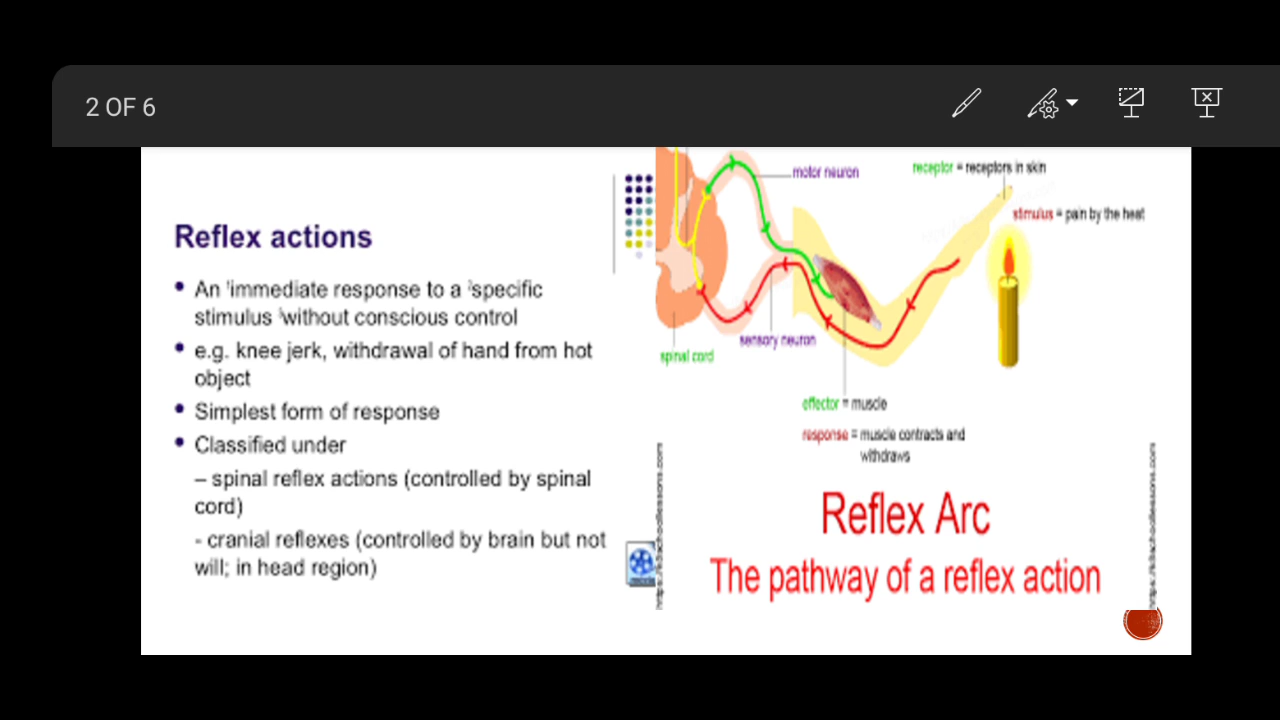 2 OF 6
Reflex actions
• An ¹immediate response to a ²specific
stimulus ³without conscious control
• e.g. knee jerk, withdrawal of hand from hot
object
• Simplest form of response
• Classified under
– spinal reflex actions (controlled by spinal
cord)
- cranial reflexes (controlled by brain but not
will; in head region)
motor neuron
receptor = receptors in skin
stimulus = pain by the heat
sensory neuron
spinal cord
effector = muscle
response = muscle contracts and
withdraws
Reflex Arc
The pathway of a reflex action